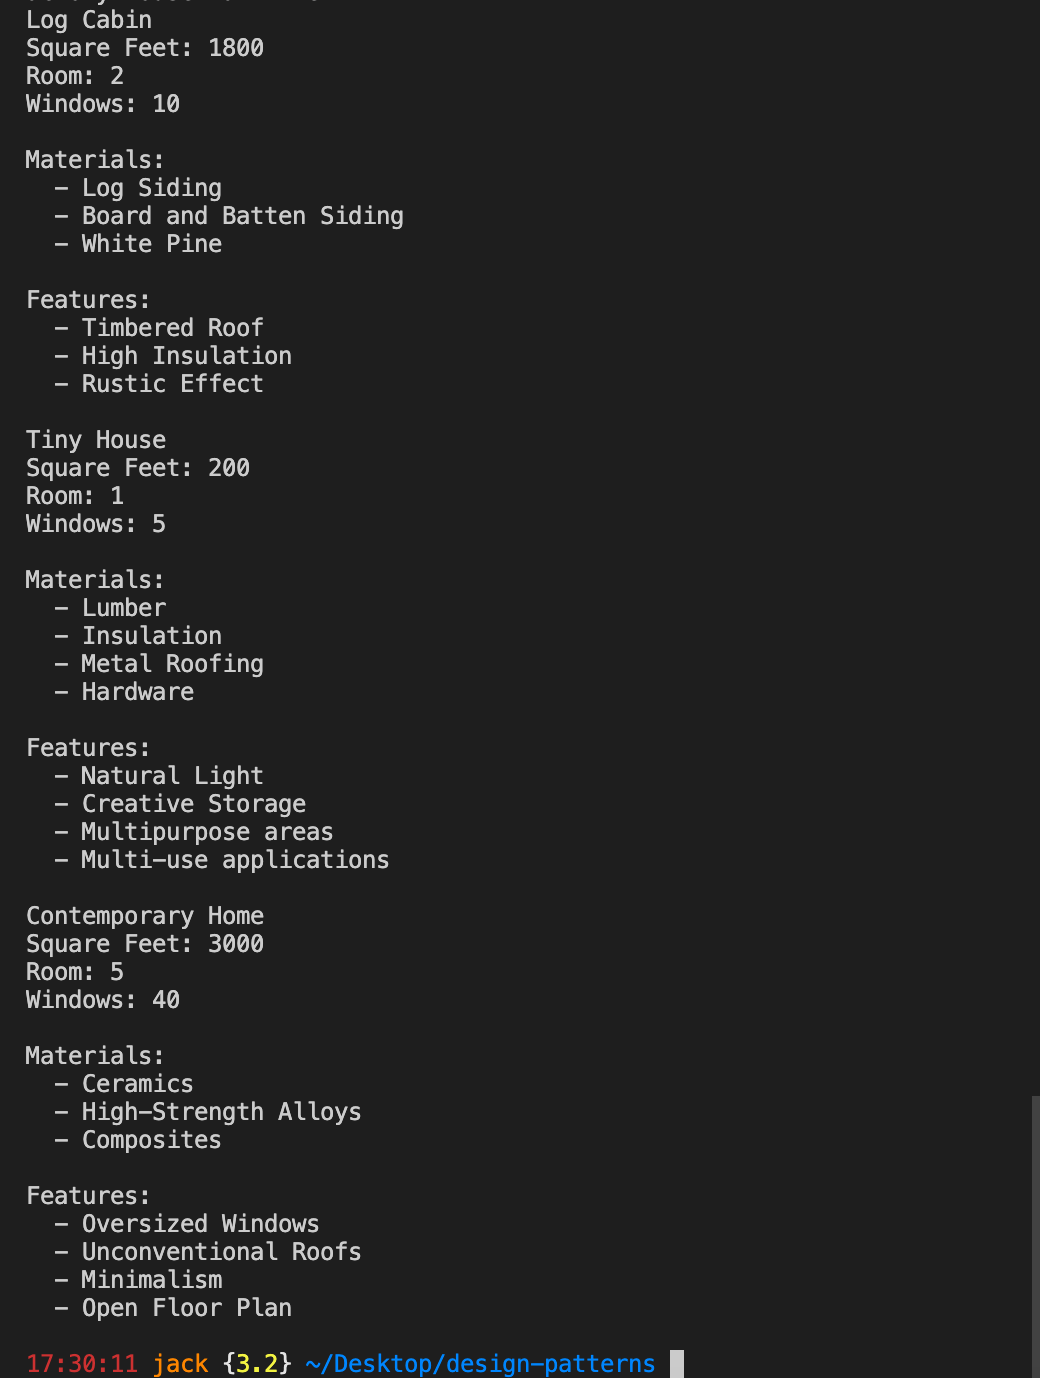 Log Cabin
Square Feet: 1800
Room: 2
Windows: 10

Materials:
  - Log Siding
  - Board and Batten Siding
  - White Pine

Features:
  - Timbered Roof
  - High Insulation
  - Rustic Effect

Tiny House
Square Feet: 200
Room: 1
Windows: 5

Materials:
  - Lumber
  - Insulation
  - Metal Roofing
  - Hardware

Features:
  - Natural Light
  - Creative Storage
  - Multipurpose areas
  - Multi-use applications

Contemporary Home
Square Feet: 3000
Room: 5
Windows: 40

Materials:
  - Ceramics
  - High-Strength Alloys
  - Composites

Features:
  - Oversized Windows
  - Unconventional Roofs
  - Minimalism
  - Open Floor Plan

17:30:11 jack {3.2} ~/Desktop/design-patterns